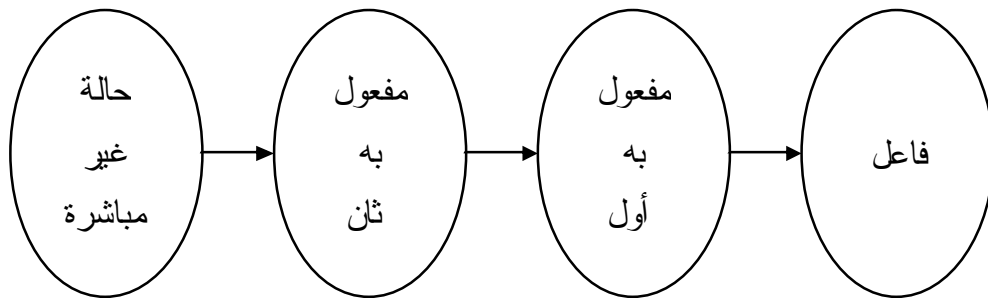 فاعل
مفعول
به
أول
مفعول
به
ثان
حالة
غير
مباشرة